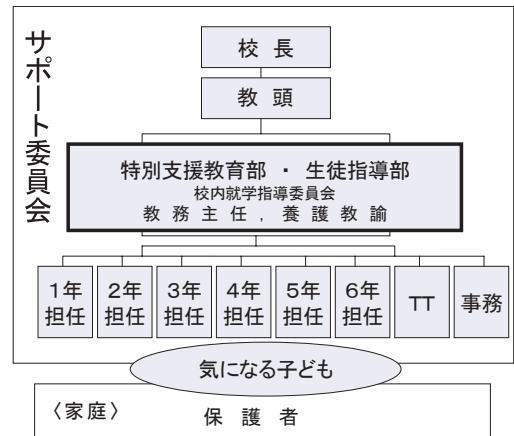 サポート委員会
校長
教頭
特別支援教育部 ・ 生徒指導部
校内就学指導委員会
教務主任，養護教諭
1年
担任
2年
担任
3年
担任
4年
担任
5年
担任
6年
担任
TT
事務
気になる子ども
〈家庭〉 保護者